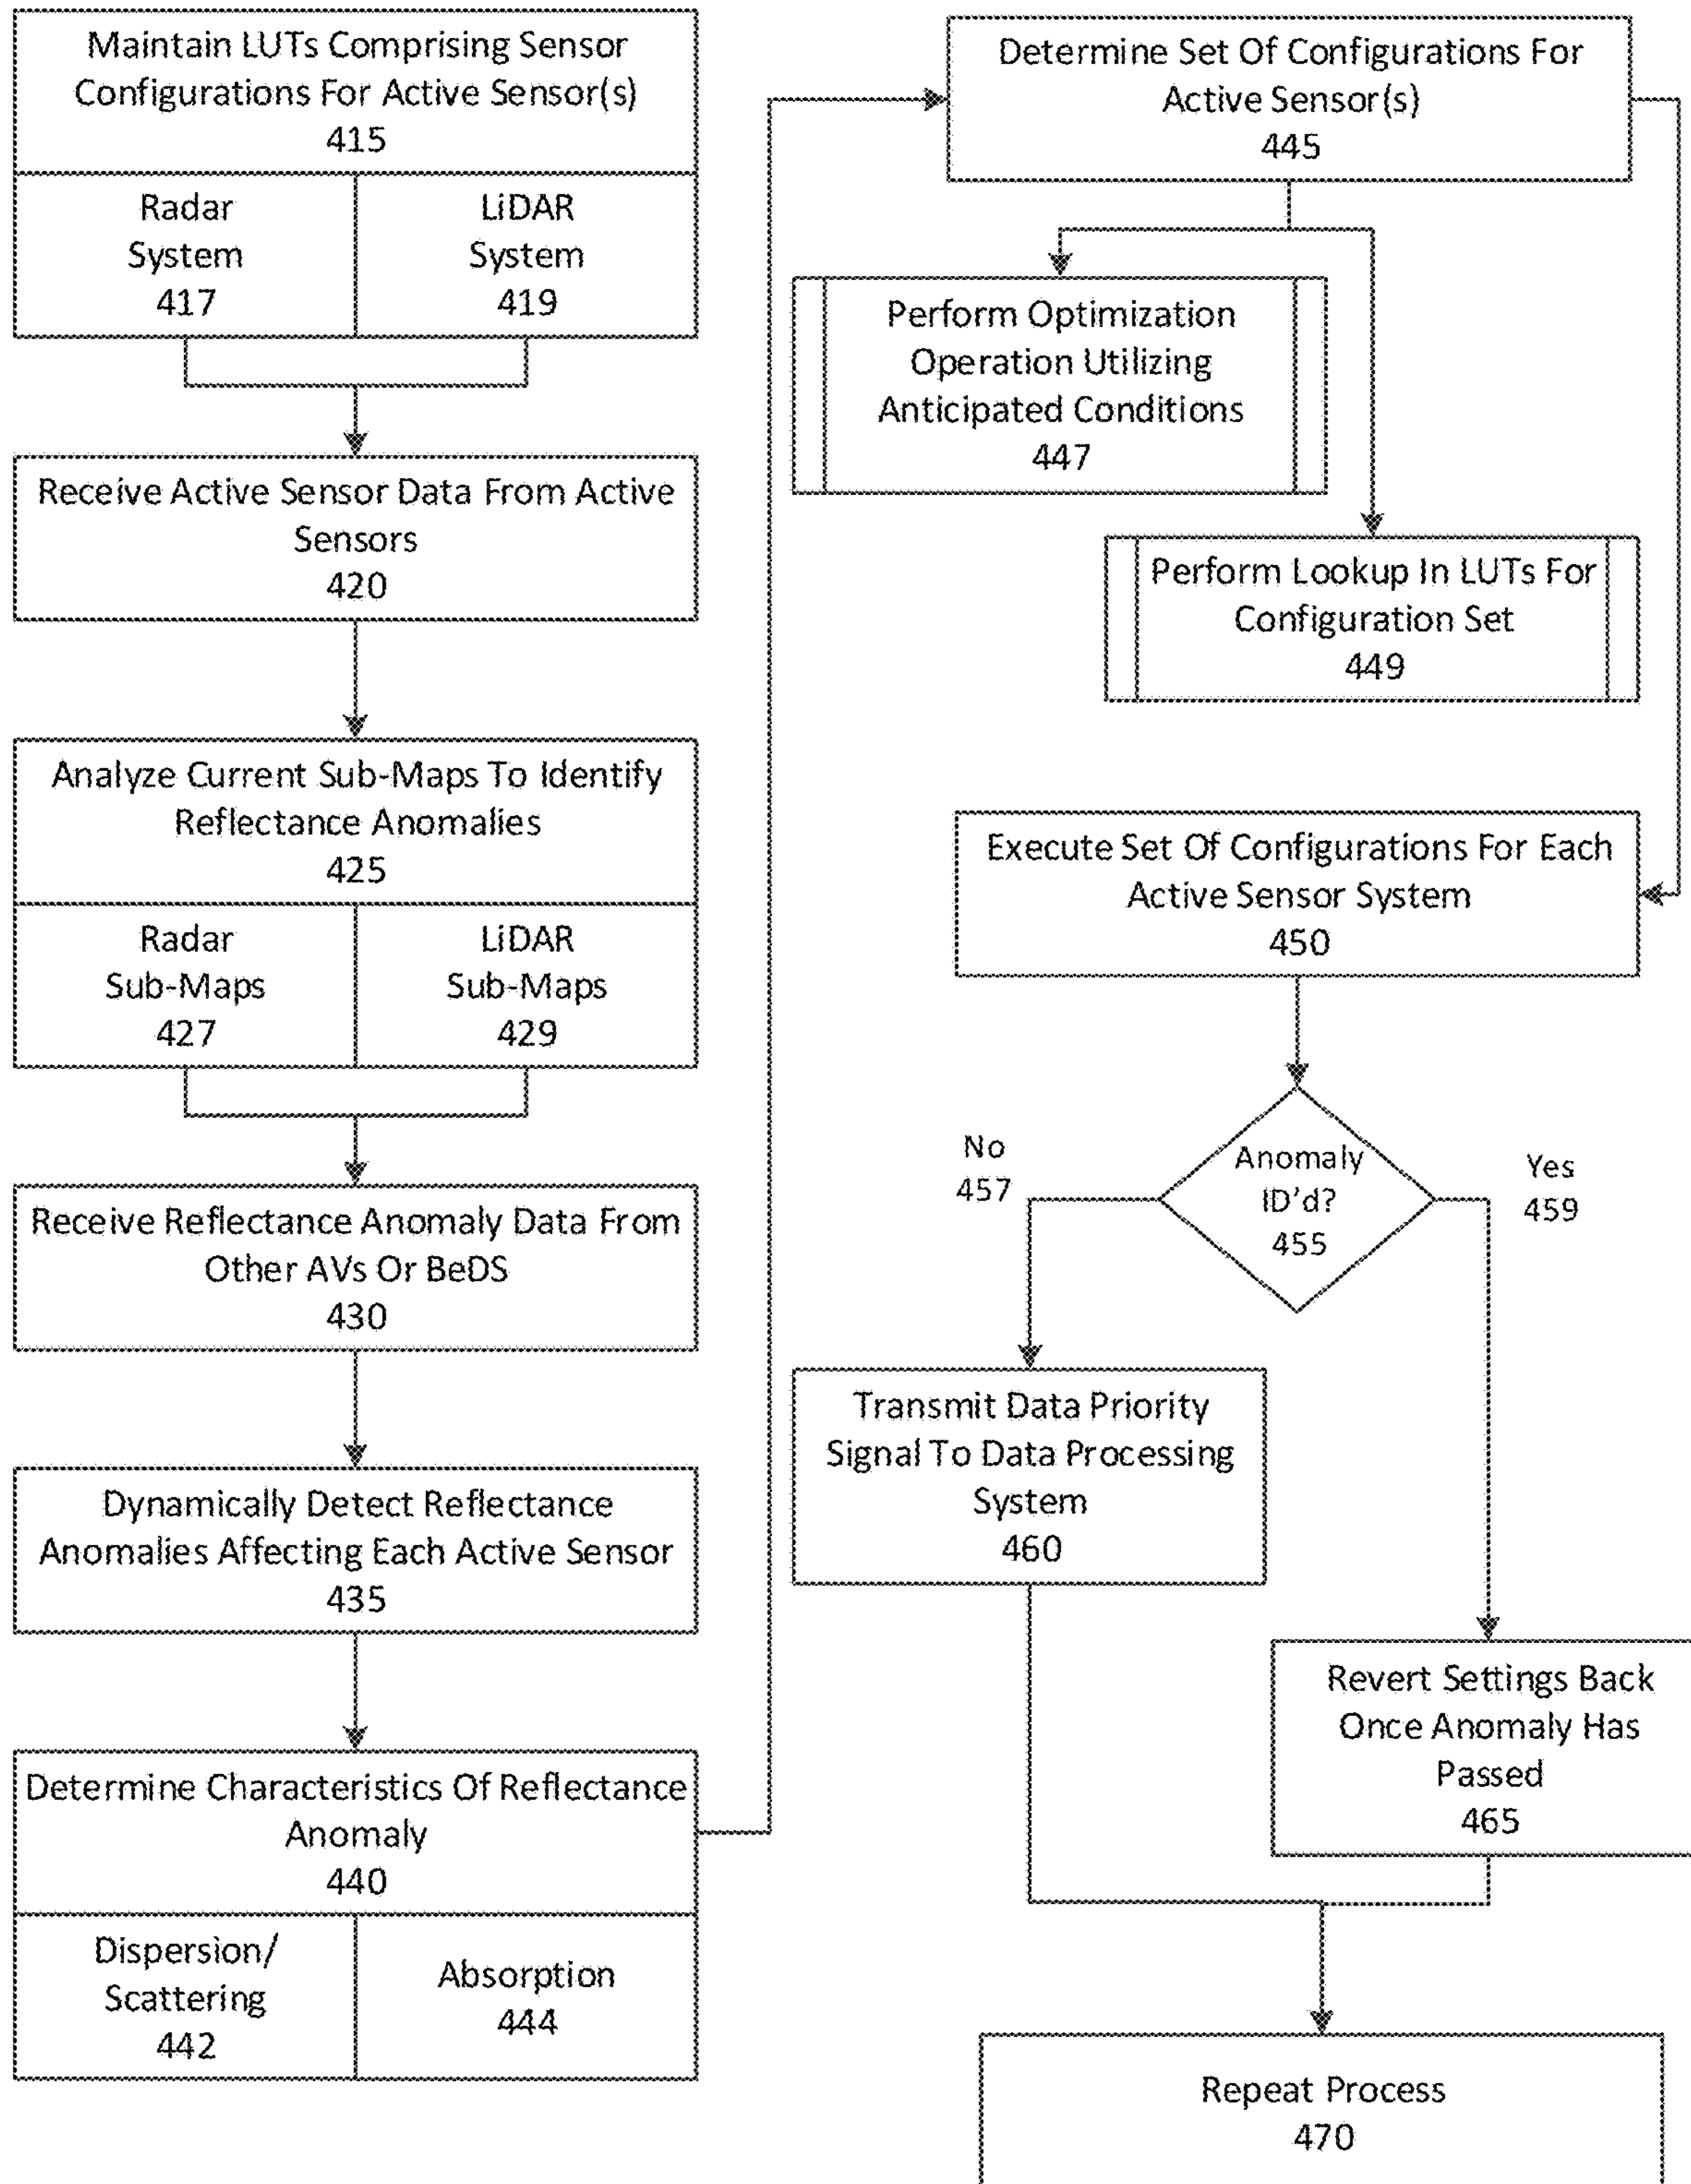 Maintain LUTs Comprising Sensor
Configurations For Active Sensor(s)
415
Radar
System
417
LiDAR
System
419
Receive Active Sensor Data From Active
Sensors
420
Analyze Current Sub-Maps To Identify
Reflectance Anomalies
425
Radar
Sub-Maps
427
LiDAR
Sub-Maps
429
Receive Reflectance Anomaly Data From
Other AVs Or BeDS
430
Dynamically Detect Reflectance
Anomalies Affecting Each Active Sensor
435
Determine Characteristics Of Reflectance
Anomaly
440
Dispersion/
Scattering
442
Absorption
444
Determine Set Of Configurations For
Active Sensor(s)
445
Perform Optimization
Operation Utilizing
Anticipated Conditions
447
Perform Lookup In LUTs For
Configuration Set
449
Execute Set Of Configurations For Each
Active Sensor System
450
Anomaly
ID'd?
455
No
457
Yes
459
Transmit Data Priority
Signal To Data Processing
System
460
Revert Settings Back
Once Anomaly Has
Passed
465
Repeat Process
470